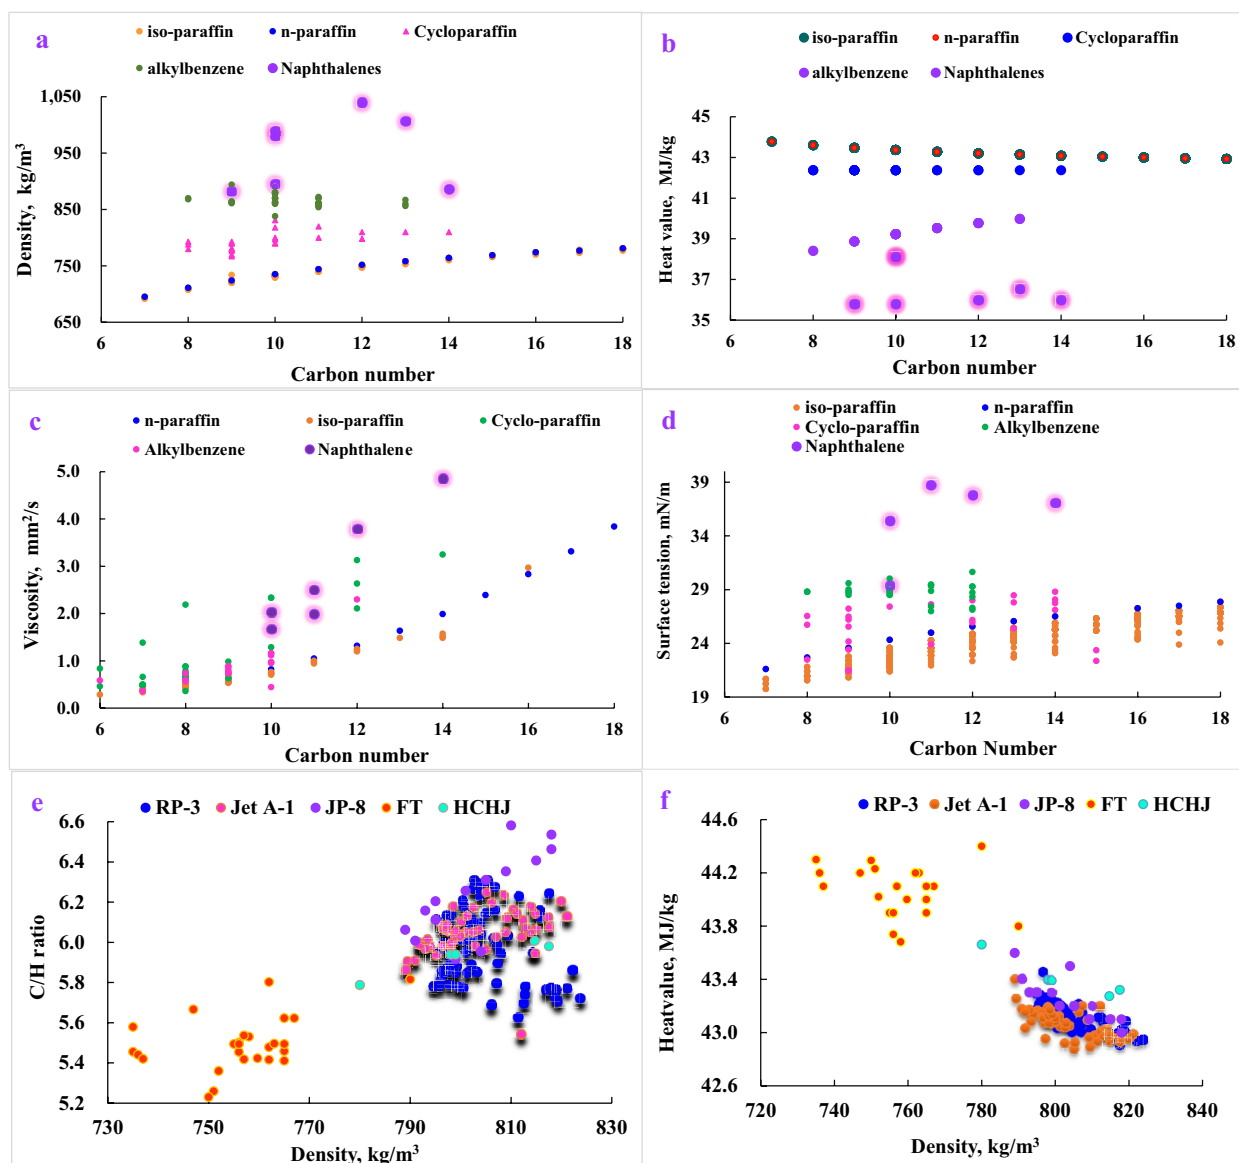 a
iso-paraffin n-paraffin Cycloparaffin
alkylbenzene Naphthalenes
1,050
950
850
750
650
Density, kg/m³
6 8 10 12 14 16 18
Carbon number
b
iso-paraffin n-paraffin Cycloparaffin
alkylbenzene Naphthalenes
45
43
41
39
37
35
Heat value, MJ/kg
6 8 10 12 14 16 18
Carbon number
c
n-paraffin iso-paraffin Cyclo-paraffin
Alkylbenzene Naphthalene
5.0
4.0
3.0
2.0
1.0
0.0
Viscosity, mm²/s
6 8 10 12 14 16 18
Carbon number
d
iso-paraffin n-paraffin
Cyclo-paraffin Alkylbenzene
Naphthalene
39
34
29
24
19
Surface tension, mN/m
6 8 10 12 14 16 18
Carbon Number
e
RP-3 Jet A-1 JP-8 FT HCHJ
6.6
6.4
6.2
6.0
5.8
5.6
5.4
5.2
C/H ratio
730 750 770 790 810 830
Density, kg/m³
f
RP-3 Jet A-1 JP-8 FT HCHJ
44.6
44.2
43.8
43.4
43.0
42.6
Heatvalue, MJ/kg
720 740 760 780 800 820 840
Density, kg/m³